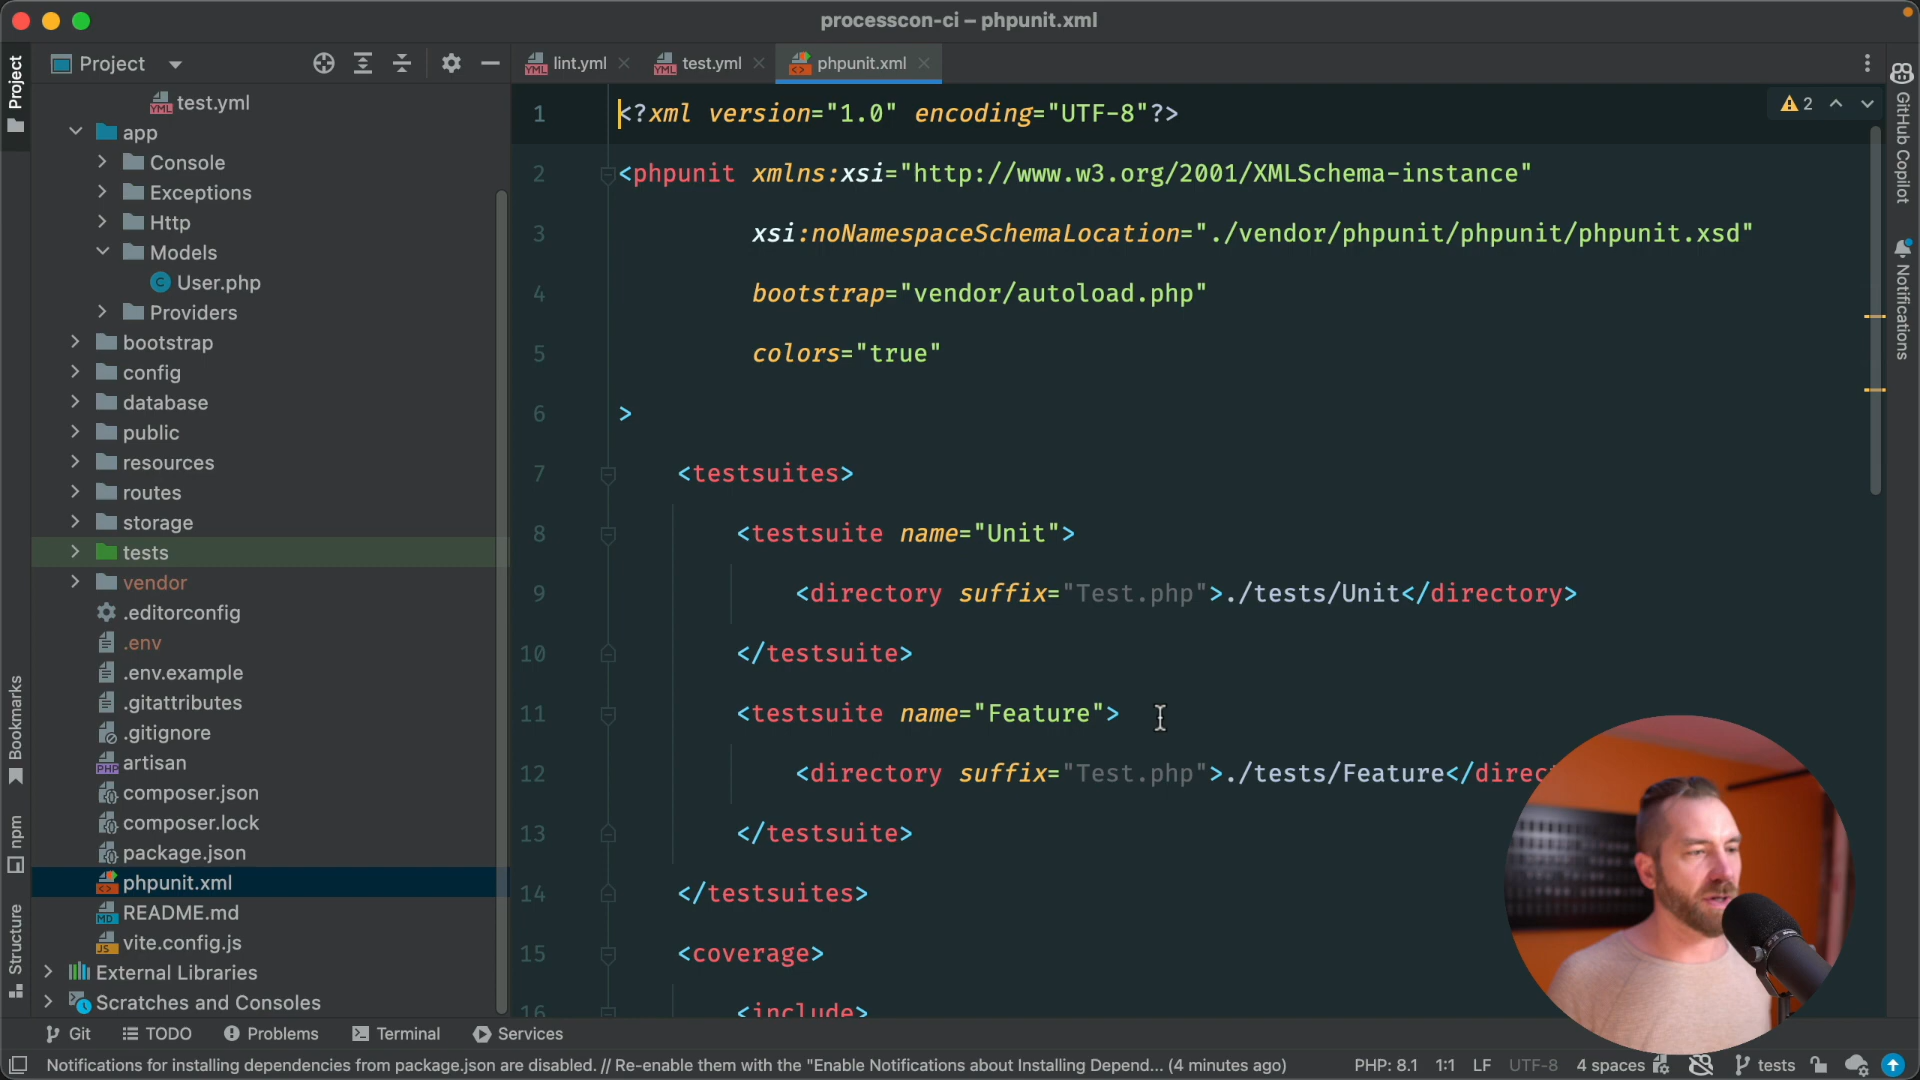 processcon-ci – phpunit.xml
Project
Project
lint.yml
test.yml
phpunit.xml
test.yml
app
Console
Exceptions
Http
Models
User.php
Providers
bootstrap
config
database
public
resources
routes
storage
tests
vendor
.editorconfig
.env
.env.example
.gitattributes
.gitignore
artisan
composer.json
composer.lock
package.json
phpunit.xml
README.md
vite.config.js
External Libraries
Scratches and Consoles
Bookmarks
npm
Structure
1 <?xml version="1.0" encoding="UTF-8"?>
2 <phpunit xmlns:xsi="http://www.w3.org/2001/XMLSchema-instance"
3 xsi:noNamespaceSchemaLocation="./vendor/phpunit/phpunit.xsd"
4 bootstrap="vendor/autoload.php"
5 colors="true"
6 >
7 <testsuites>
8 <testsuite name="Unit">
9 <directory suffix="Test.php">./tests/Unit</directory>
10 </testsuite>
11 <testsuite name="Feature">
12 <directory suffix="Test.php">./tests/Feature</direc
13 </testsuite>
14 </testsuites>
15 <coverage>
16 <include>
2
GitHub Copilot
Notifications
Git
TODO
Problems
Terminal
Services
Notifications for installing dependencies from package.json are disabled. // Re-enable them with the "Enable Notifications about Installing Depend... (4 minutes ago)
PHP: 8.1
1:1
LF
UTF-8
4 spaces
tests